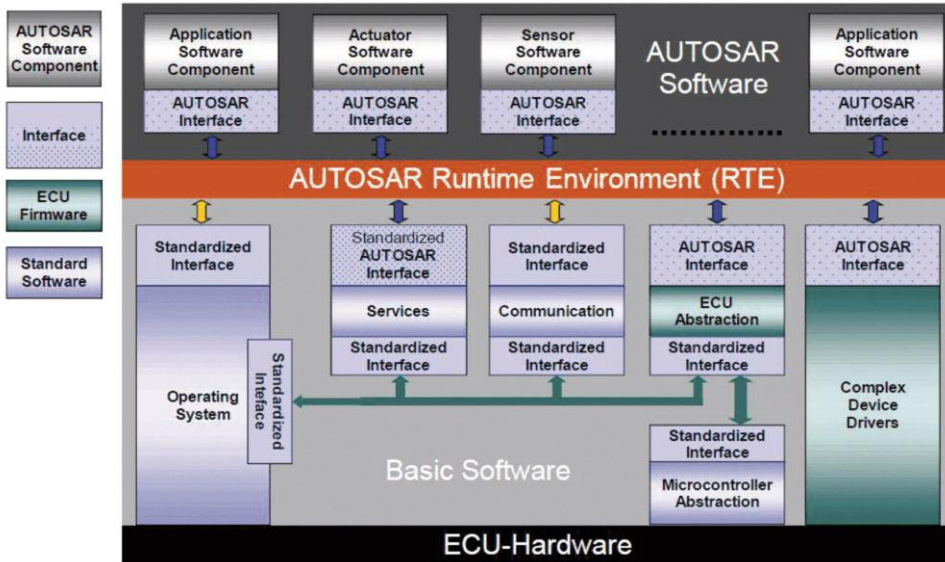 AUTOSAR
Software
Component
Interface
ECU
Firmware
Standard
Software
Application
Software
Component
AUTOSAR
Interface
Actuator
Software
Component
AUTOSAR
Interface
Sensor
Software
Component
AUTOSAR
Interface
AUTOSAR
Software
..............
Application
Software
Component
AUTOSAR
Interface
AUTOSAR Runtime Environment (RTE)
Standardized
Interface
Operating
System
Standardized
Inteface
Standardized
AUTOSAR
Interface
Services
Standardized
Interface
Standardized
Interface
Communication
Standardized
Interface
AUTOSAR
Interface
ECU
Abstraction
Standardized
Interface
Standardized
Interface
Microcontroller
Abstraction
AUTOSAR
Interface
Complex
Device
Drivers
Basic Software
ECU-Hardware